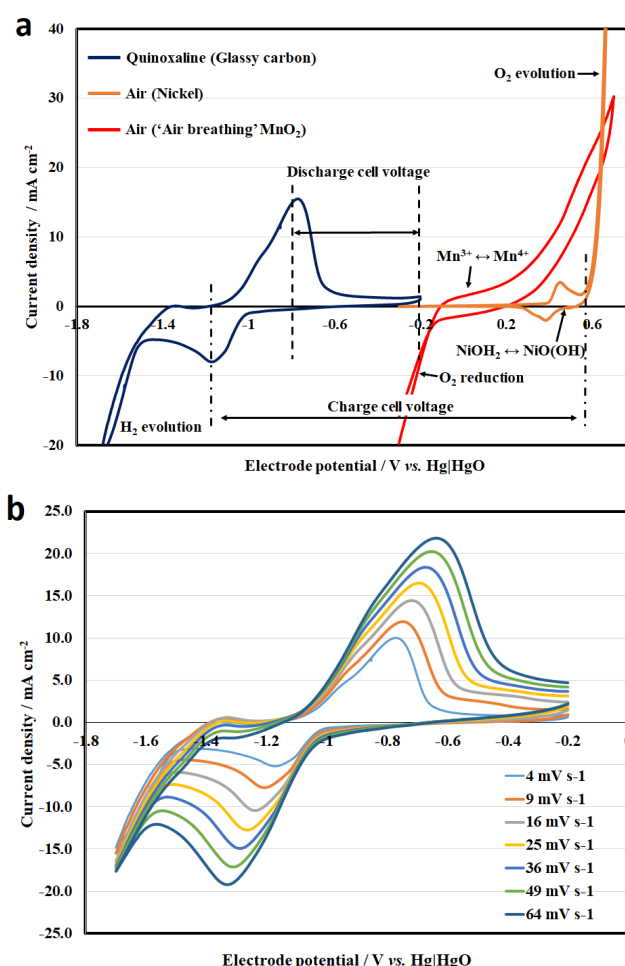 a
40
30
20
10
0
-10
-20
Current density / mA cm-2
Quinoxaline (Glassy carbon)
Air (Nickel)
Air (‘Air breathing’ MnO2)
O2 evolution
Discharge cell voltage
Mn3+ ↔ Mn4+
-1.8 -1.4 -1 -0.6 -0.2 0.2 0.6
NiOH2 ↔ NiO(OH)
O2 reduction
H2 evolution
Charge cell voltage
Electrode potential / V vs. Hg|HgO
b
25.0
20.0
15.0
10.0
5.0
0.0
-5.0
-10.0
-15.0
-20.0
25.0
Current density / mA cm-2
-1.8 -1.6 -1.4 -1.2 -1.0 -0.8 -0.6 -0.4 -0.2 0
4 mV s-1
9 mV s-1
16 mV s-1
25 mV s-1
36 mV s-1
49 mV s-1
64 mV s-1
Electrode potential / V vs. Hg|HgO